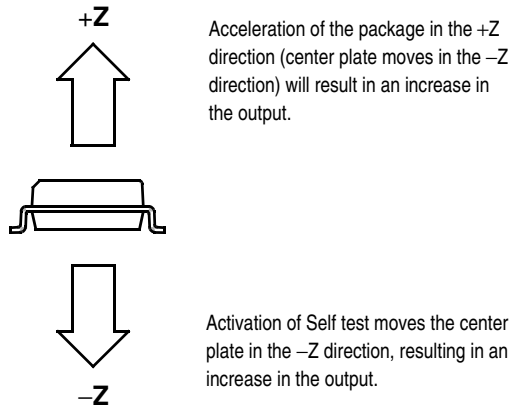 +Z
Acceleration of the package in the +Z
direction (center plate moves in the –Z
direction) will result in an increase in
the output.
Activation of Self test moves the center
plate in the –Z direction, resulting in an
increase in the output.
–Z